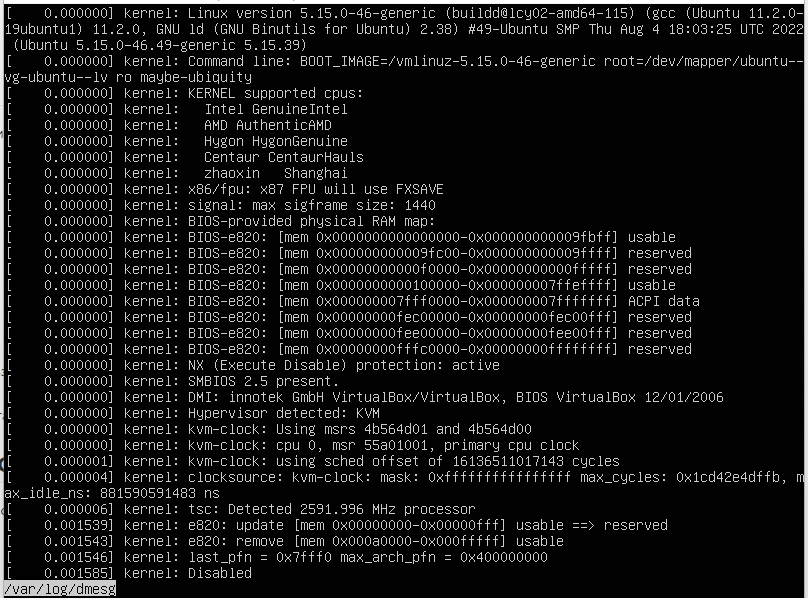 [    0.000000] kernel: Linux version 5.15.0-46-generic (buildd@lcy02-amd64-115) (gcc (Ubuntu 11.2.0-
19ubuntu1) 11.2.0, GNU ld (GNU Binutils for Ubuntu) 2.38) #49-Ubuntu SMP Thu Aug 4 18:03:25 UTC 2022
 (Ubuntu 5.15.0-46.49-generic 5.15.39)
[    0.000000] kernel: Command line: BOOT_IMAGE=/vmlinuz-5.15.0-46-generic root=/dev/mapper/ubuntu--
vg-ubuntu--lv ro maybe-ubiquity
[    0.000000] kernel: KERNEL supported cpus:
[    0.000000] kernel:   Intel GenuineIntel
[    0.000000] kernel:   AMD AuthenticAMD
[    0.000000] kernel:   Hygon HygonGenuine
[    0.000000] kernel:   Centaur CentaurHauls
[    0.000000] kernel:   zhaoxin   Shanghai
[    0.000000] kernel: x86/fpu: x87 FPU will use FXSAVE
[    0.000000] kernel: signal: max sigframe size: 1440
[    0.000000] kernel: BIOS-provided physical RAM map:
[    0.000000] kernel: BIOS-e820: [mem 0x0000000000000000-0x000000000009fbff] usable
[    0.000000] kernel: BIOS-e820: [mem 0x000000000009fc00-0x000000000009ffff] reserved
[    0.000000] kernel: BIOS-e820: [mem 0x00000000000f0000-0x00000000000fffff] reserved
[    0.000000] kernel: BIOS-e820: [mem 0x0000000000100000-0x000000007ffeffff] usable
[    0.000000] kernel: BIOS-e820: [mem 0x000000007fff0000-0x000000007fffffff] ACPI data
[    0.000000] kernel: BIOS-e820: [mem 0x00000000fec00000-0x00000000fec00fff] reserved
[    0.000000] kernel: BIOS-e820: [mem 0x00000000fee00000-0x00000000fee00fff] reserved
[    0.000000] kernel: BIOS-e820: [mem 0x00000000fffc0000-0x00000000ffffffff] reserved
[    0.000000] kernel: NX (Execute Disable) protection: active
[    0.000000] kernel: SMBIOS 2.5 present.
[    0.000000] kernel: DMI: innotek GmbH VirtualBox/VirtualBox, BIOS VirtualBox 12/01/2006
[    0.000000] kernel: Hypervisor detected: KVM
[    0.000000] kernel: kvm-clock: Using msrs 4b564d01 and 4b564d00
[    0.000000] kernel: kvm-clock: cpu 0, msr 55a01001, primary cpu clock
[    0.000001] kernel: kvm-clock: using sched offset of 16136511017143 cycles
[    0.000004] kernel: clocksource: kvm-clock: mask: 0xffffffffffffffff max_cycles: 0x1cd42e4dffb, m
ax_idle_ns: 881590591483 ns
[    0.000006] kernel: tsc: Detected 2591.996 MHz processor
[    0.001539] kernel: e820: update [mem 0x00000000-0x00000fff] usable ==> reserved
[    0.001543] kernel: e820: remove [mem 0x000a0000-0x000fffff] usable
[    0.001546] kernel: last_pfn = 0x7fff0 max_arch_pfn = 0x400000000
[    0.001585] kernel: Disabled
/var/log/dmesg